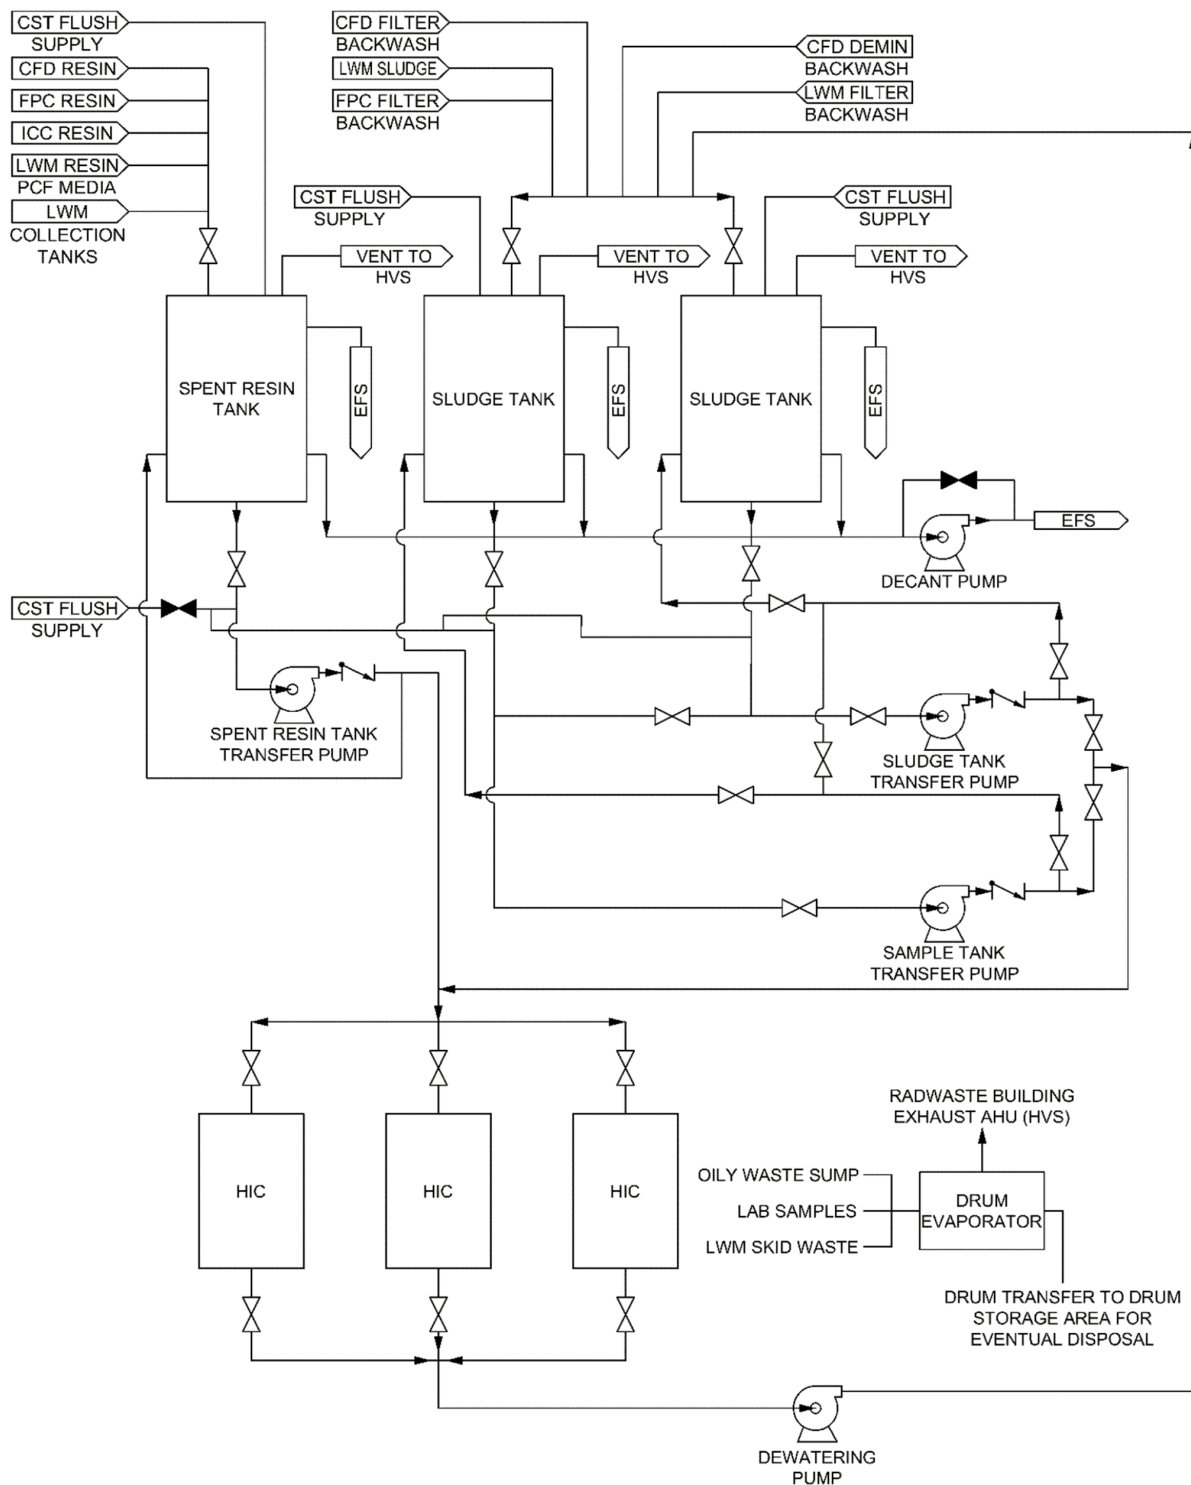 CST FLUSH
SUPPLY
CFD RESIN
FPC RESIN
ICC RESIN
LWM RESIN
PCF MEDIA
LWM
COLLECTION
TANKS
CFD FILTER
BACKWASH
LWM SLUDGE
FPC FILTER
BACKWASH
CFD DEMIN
BACKWASH
LWM FILTER
BACKWASH
CST FLUSH
SUPPLY
CST FLUSH
SUPPLY
VENT TO
HVS
VENT TO
HVS
VENT TO
HVS
SPENT RESIN
TANK
EFS
SLUDGE TANK
EFS
SLUDGE TANK
EFS
EFS
DECANT PUMP
CST FLUSH
SUPPLY
SPENT RESIN TANK
TRANSFER PUMP
SLUDGE TANK
TRANSFER PUMP
SAMPLE TANK
TRANSFER PUMP
HIC
HIC
HIC
RADWASTE BUILDING
EXHAUST AHU (HVS)
OILY WASTE SUMP
LAB SAMPLES
LWM SKID WASTE
DRUM
EVAPORATOR
DRUM TRANSFER TO DRUM
STORAGE AREA FOR
EVENTUAL DISPOSAL
DEWATERING
PUMP